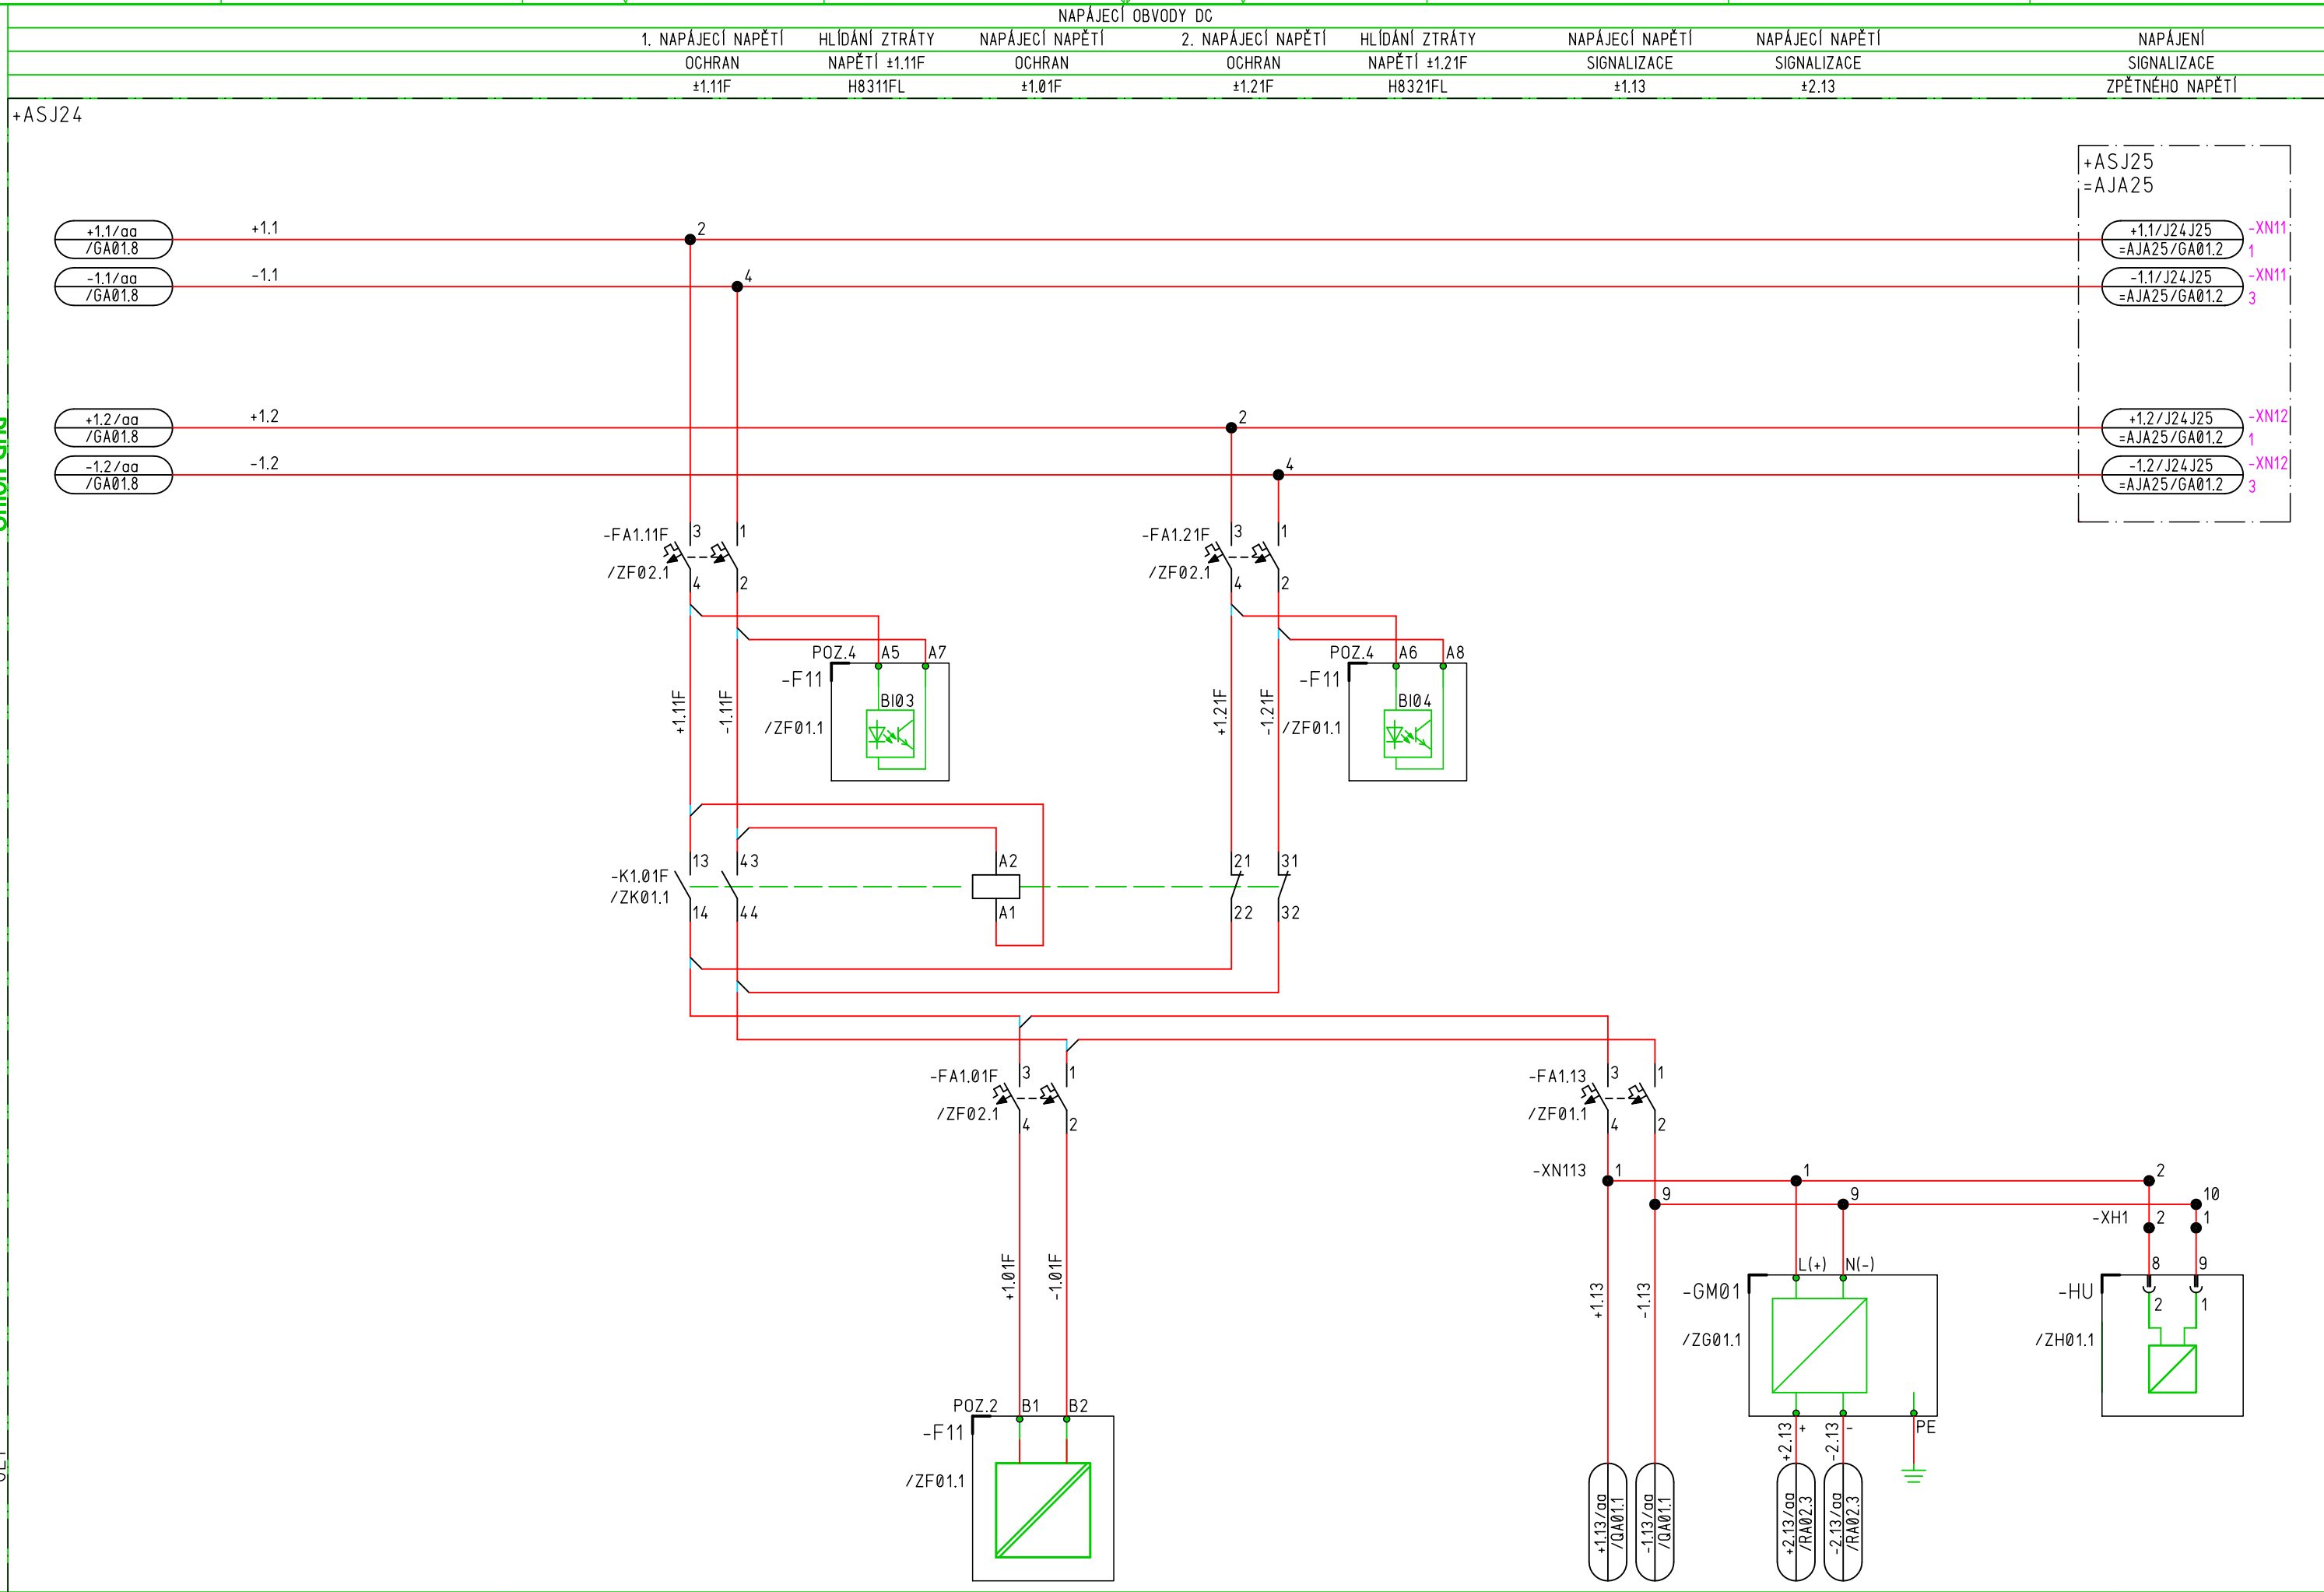 NAPÁJECÍ OBVODY DC
1. NAPÁJECÍ NAPĚTÍ HLÍDÁNÍ ZTRÁTY NAPÁJECÍ NAPĚTÍ 2. NAPÁJECÍ NAPĚTÍ HLÍDÁNÍ ZTRÁTY NAPÁJECÍ NAPĚTÍ NAPÁJECÍ NAPĚTÍ NAPÁJENÍ
OCHRAN NAPĚTÍ ±1.11F OCHRAN OCHRAN NAPĚTÍ ±1.21F SIGNALIZACE SIGNALIZACE SIGNALIZACE
±1.11F H8311FL ±1.01F ±1.21F H8321FL ±1.13 ±2.13 ZPĚTNÉHO NAPĚTÍ
+ASJ24
+ASJ25
=AJA25
+1.1/aa +1.1 2 +1.1/J24J25 -XN11
/GA01.8 =AJA25/GA01.2 1
-1.1/aa -1.1 4 -1.1/J24J25 -XN11
/GA01.8 =AJA25/GA01.2 3
+1.2/aa +1.2 2 +1.2/J24J25 -XN12
/GA01.8 =AJA25/GA01.2 1
-1.2/aa -1.2 4 -1.2/J24J25 -XN12
/GA01.8 =AJA25/GA01.2 3
-FA1.11F 3 1 -FA1.21F 3 1
/ZF02.1 4 2 /ZF02.1 4 2
POZ.4 A5 A7 POZ.4 A6 A8
-F11 -F11
+1.11F -1.11F BI03 +1.21F -1.21F BI04
/ZF01.1 /ZF01.1
13 43 A2 21 31
-K1.01F
/ZK01.1
14 44 A1 22 32
-FA1.01F 3 1 -FA1.13 3 1
/ZF02.1 4 2 /ZF01.1 4 2
-XN113 1 1 2
9 9 10
-XH1 2 1
L(+) N(-) 8 9
+1.01F -1.01F +1.13 -1.13 -GM01 -HU
2 1
/ZG01.1 /ZH01.1
POZ.2 B1 B2
-F11 +2.13 + -2.13 - PE
/ZF01.1
+1.13/aa
/QA01.1
-1.13/aa
/QA01.1
+2.13/aa
/RA02.3
-2.13/aa
/RA02.3